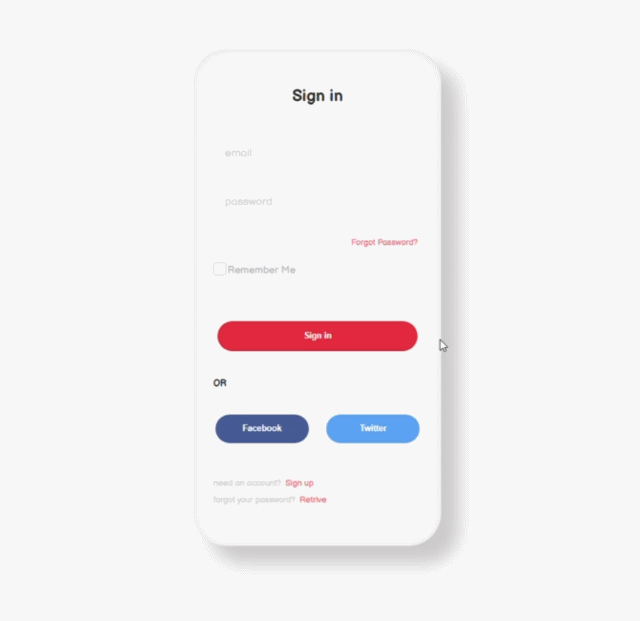 Sign in
email
password
Forgot Password?
Remember Me
Sign in
OR
Facebook Twitter
need an account? Sign up
forgot your password? Retrive